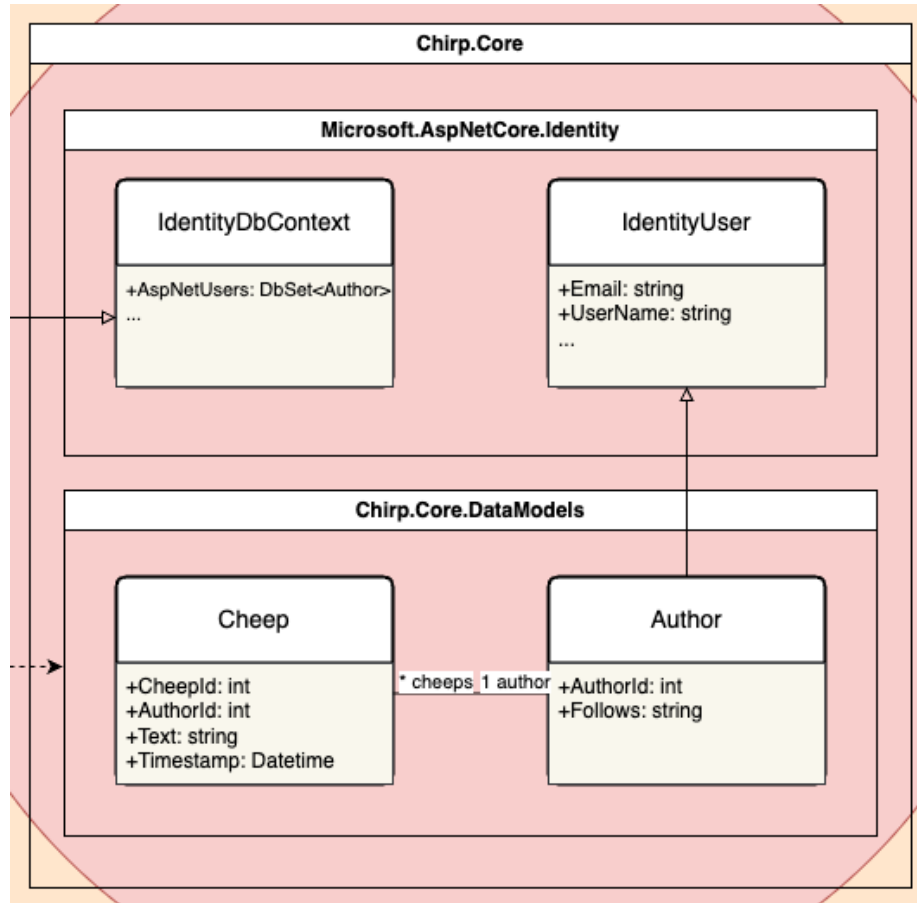 Chirp.Core
Microsoft.AspNetCore.Identity
IdentityDbContext
+AspNetUsers: DbSet<Author>
...
IdentityUser
+Email: string
+UserName: string
...
Chirp.Core.DataModels
Cheep
+CheepId: int
+AuthorId: int
+Text: string
+Timestamp: Datetime
* cheeps 1 author
Author
+AuthorId: int
+Follows: string